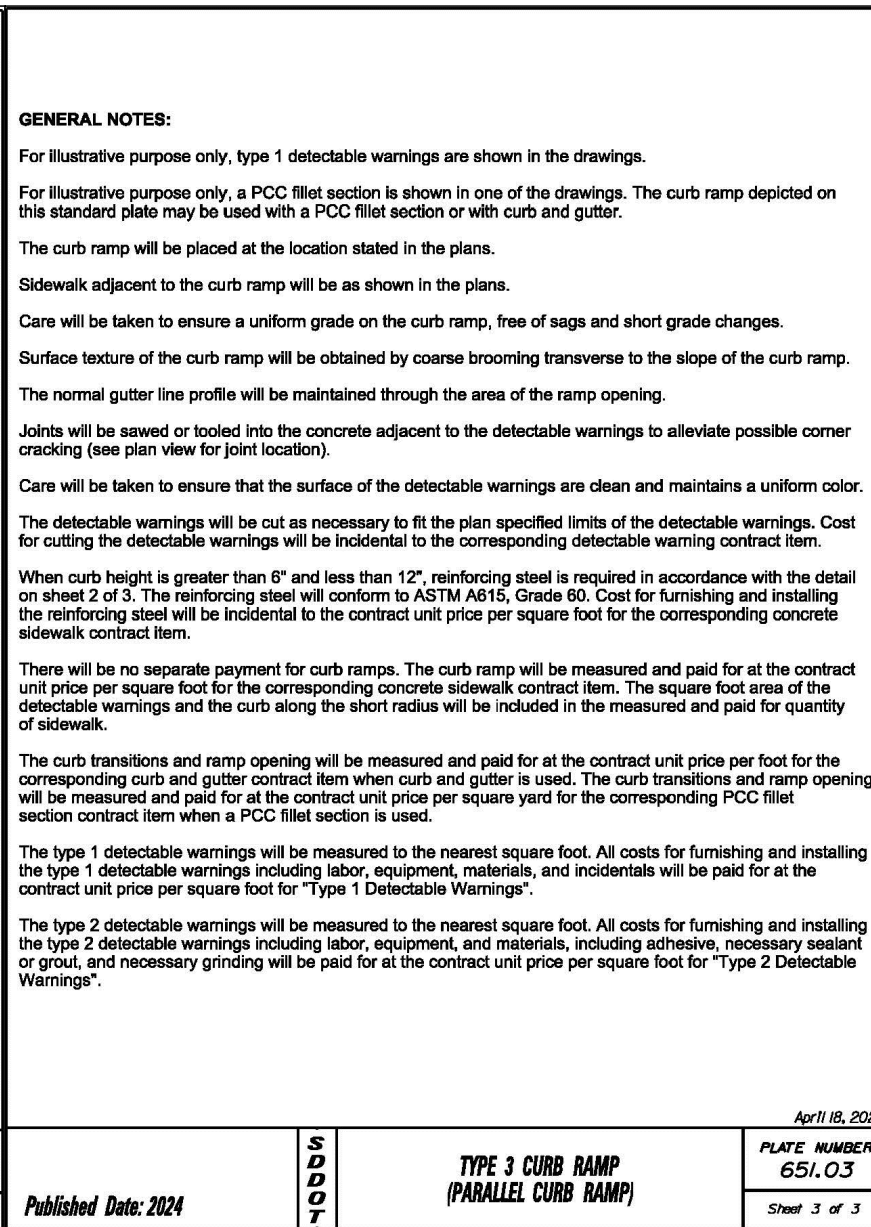 GENERAL NOTES:
For illustrative purpose only, type 1 detectable warnings are shown in the drawings.
For illustrative purpose only, a PCC fillet section is shown in one of the drawings. The curb ramp depicted on
this standard plate may be used with a PCC fillet section or with curb and gutter.
The curb ramp will be placed at the location stated in the plans.
Sidewalk adjacent to the curb ramp will be as shown in the plans.
Care will be taken to ensure a uniform grade on the curb ramp, free of sags and short grade changes.
Surface texture of the curb ramp will be obtained by coarse brooming transverse to the slope of the curb ramp.
The normal gutter line profile will be maintained through the area of the ramp opening.
Joints will be sawed or tooled into the concrete adjacent to the detectable warnings to alleviate possible corner
cracking (see plan view for joint location).
Care will be taken to ensure that the surface of the detectable warnings are clean and maintains a uniform color.
The detectable warnings will be cut as necessary to fit the plan specified limits of the detectable warnings. Cost
for cutting the detectable warnings will be incidental to the corresponding detectable warning contract item.
When curb height is greater than 6" and less than 12", reinforcing steel is required in accordance with the detail
on sheet 2 of 3. The reinforcing steel will conform to ASTM A615, Grade 60. Cost for furnishing and installing
the reinforcing steel will be incidental to the contract unit price per square foot for the corresponding concrete
sidewalk contract item.
There will be no separate payment for curb ramps. The curb ramp will be measured and paid for at the contract
unit price per square foot for the corresponding concrete sidewalk contract item. The square foot area of the
detectable warnings and the curb along the short radius will be included in the measured and paid for quantity
of sidewalk.
The curb transitions and ramp opening will be measured and paid for at the contract unit price per foot for the
corresponding curb and gutter contract item when curb and gutter is used. The curb transitions and ramp opening
will be measured and paid for at the contract unit price per square yard for the corresponding PCC fillet
section contract item when a PCC fillet section is used.
The type 1 detectable warnings will be measured to the nearest square foot. All costs for furnishing and installing
the type 1 detectable warnings including labor, equipment, materials, and incidentals will be paid for at the
contract unit price per square foot for "Type 1 Detectable Warnings".
The type 2 detectable warnings will be measured to the nearest square foot. All costs for furnishing and installing
the type 2 detectable warnings including labor, equipment, and materials, including adhesive, necessary sealant
or grout, and necessary grinding will be paid for at the contract unit price per square foot for "Type 2 Detectable
Warnings".
April 18, 202
Published Date: 2024
SDDOT
TYPE 3 CURB RAMP
(PARALLEL CURB RAMP)
PLATE NUMBER
651.03
Sheet 3 of 3